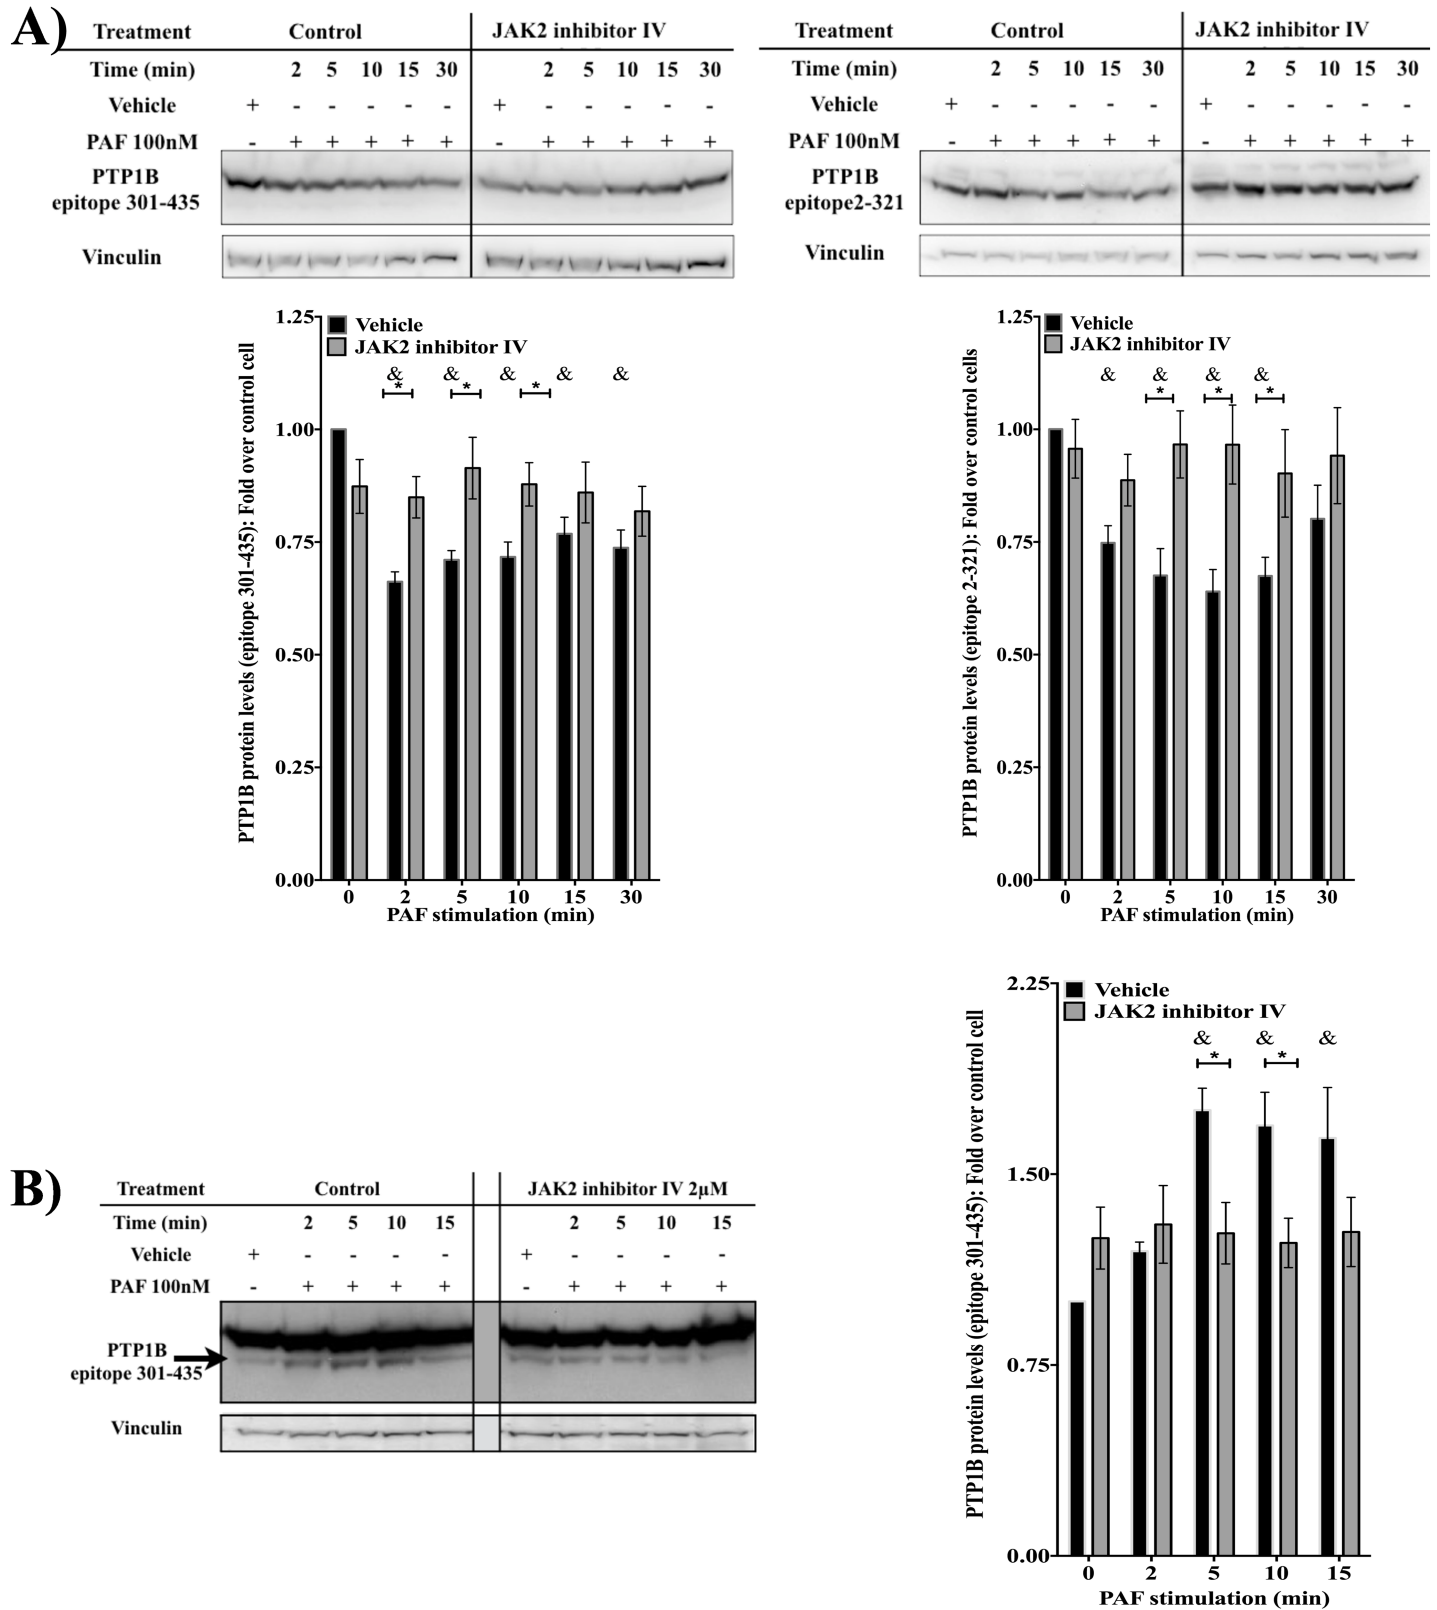 A)
Treatment Control JAK2 inhibitor IV
Time (min) 2 5 10 15 30 2 5 10 15 30
Vehicle + - - - - - + - - - - -
PAF 100nM - + + + + + - + + + + +
PTP1B
epitope 301-435
Vinculin
Treatment Control JAK2 inhibitor IV
Time (min) 2 5 10 15 30 2 5 10 15 30
Vehicle + - - - - - + - - - - -
PAF 100nM - + + + + + - + + + + +
PTP1B
epitope2-321
Vinculin
PTP1B protein levels (epitope 301-435): Fold over control cell
1.25
1.00
0.75
0.50
0.25
0.00
Vehicle
JAK2 inhibitor IV
& & & & &
* * *
0 2 5 10 15 30
PAF stimulation (min)
PTP1B protein levels (epitope 2-321): Fold over control cells
1.25
1.00
0.75
0.50
0.25
0.00
Vehicle
JAK2 inhibitor IV
& & & &
* * *
0 2 5 10 15 30
PAF stimulation (min)
B)
Treatment Control JAK2 inhibitor IV 2µM
Time (min) 2 5 10 15 2 5 10 15
Vehicle + - - - - + - - - -
PAF 100nM - + + + + - + + + +
PTP1B
epitope 301-435
Vinculin
PTP1B protein levels (epitope 301-435): Fold over control cell
2.25
1.50
0.75
0.00
Vehicle
JAK2 inhibitor IV
& & &
* *
0 2 5 10 15
PAF stimulation (min)